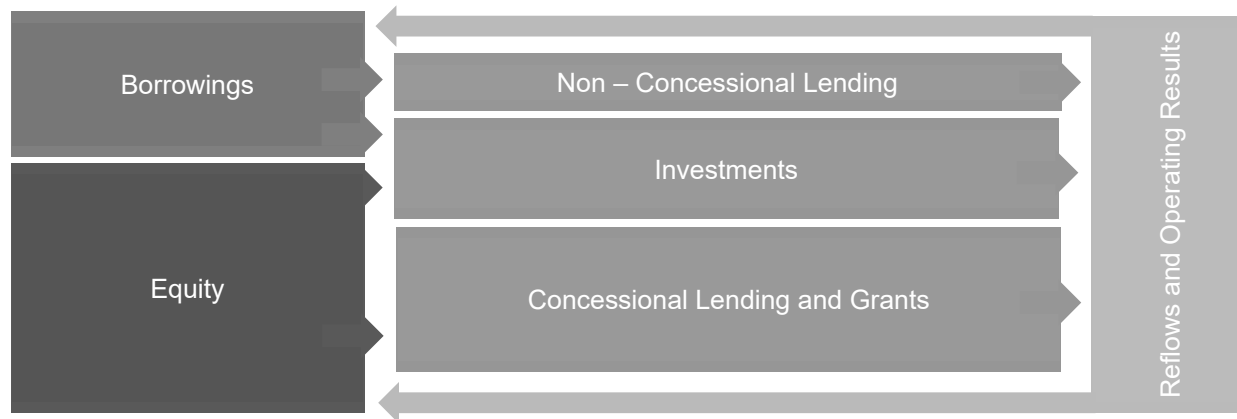 Borrowings
Non – Concessional Lending
Investments
Equity
Concessional Lending and Grants
Reflows and Operating Results